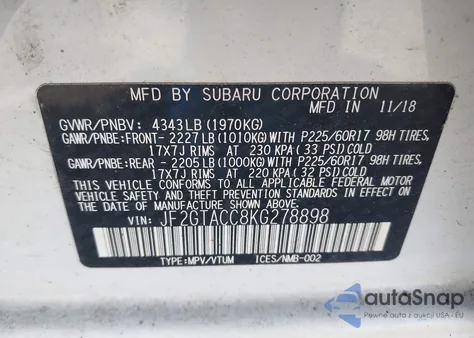 MFD BY SUBARU CORPORATION
MFD IN 11/18
GVWR/PNBV: 4343LB (1970KG)
GAWR/PNBE: FRONT- 2227LB (1010KG) WITH P225/60R17 98H TIRES,
17X7J RIMS AT 230 KPA (33 PSI) COLD
GAWR/PNBE: REAR - 2205LB (1000KG) WITH P225/60R17 98H TIRES,
17X7J RIMS AT 220 KPA (32 PSI) COLD
THIS VEHICLE CONFORMS TO ALL APPLICABLE FEDERAL MOTOR
VEHICLE SAFETY AND THEFT PREVENTION STANDARDS
IN EFFECT ON THE DATE OF MANUFACTURE SHOWN ABOVE.
VIN: JF2GTACC8KG278898
TYPE:MPV/VTUM ICES/NMB-002
autoSnap
Pewne auto z USA - EU